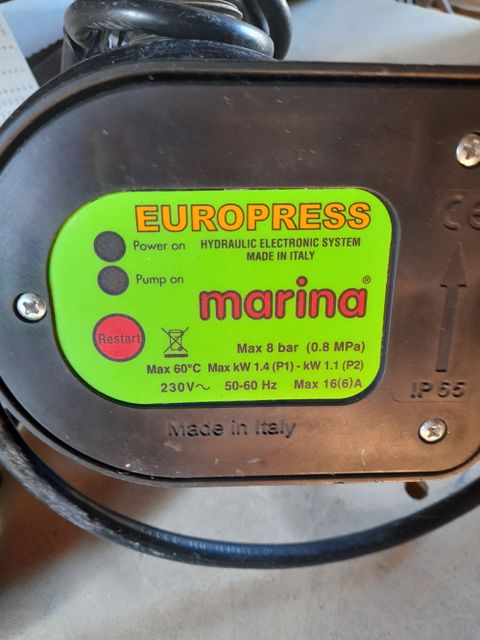 EUROPRESS
Power on
HYDRAULIC ELECTRONIC SYSTEM
MADE IN ITALY
Pump on
marina®
Restart
Max 8 bar (0.8 MPa)
Max 60°C Max kW 1.4 (P1) - kW 1.1 (P2)
230V~ 50-60 Hz Max 16(6)A
CE
IP 55
Made in Italy